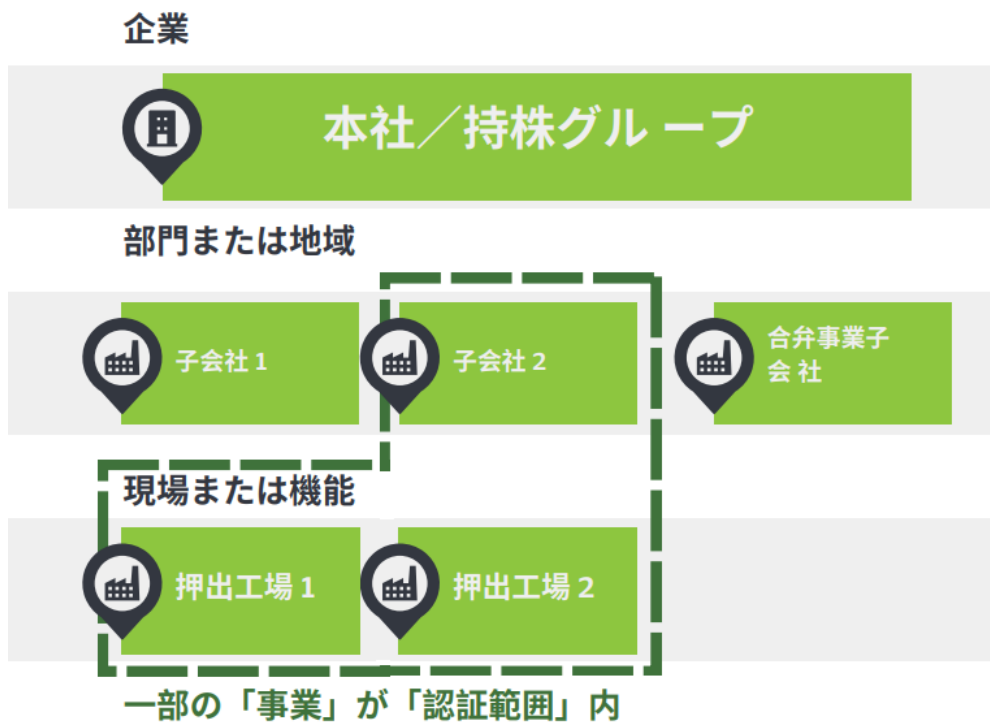 企業
本社／持株グル ープ
部門または地域
子会社 1
子会社 2
合弁事業子
会 社
現場または機能
押出工場 1
押出工場 2
一部の「事業」が「認証範囲」内